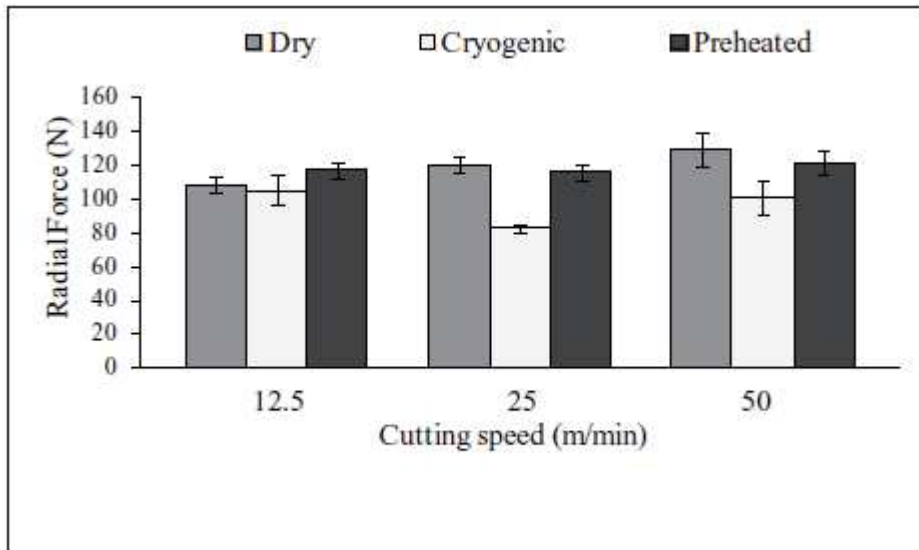 Dry Cryogenic Preheated
160
140
120
100
80
60
40
20
0
Radial Force (N)
12.5 25 50
Cutting speed (m/min)